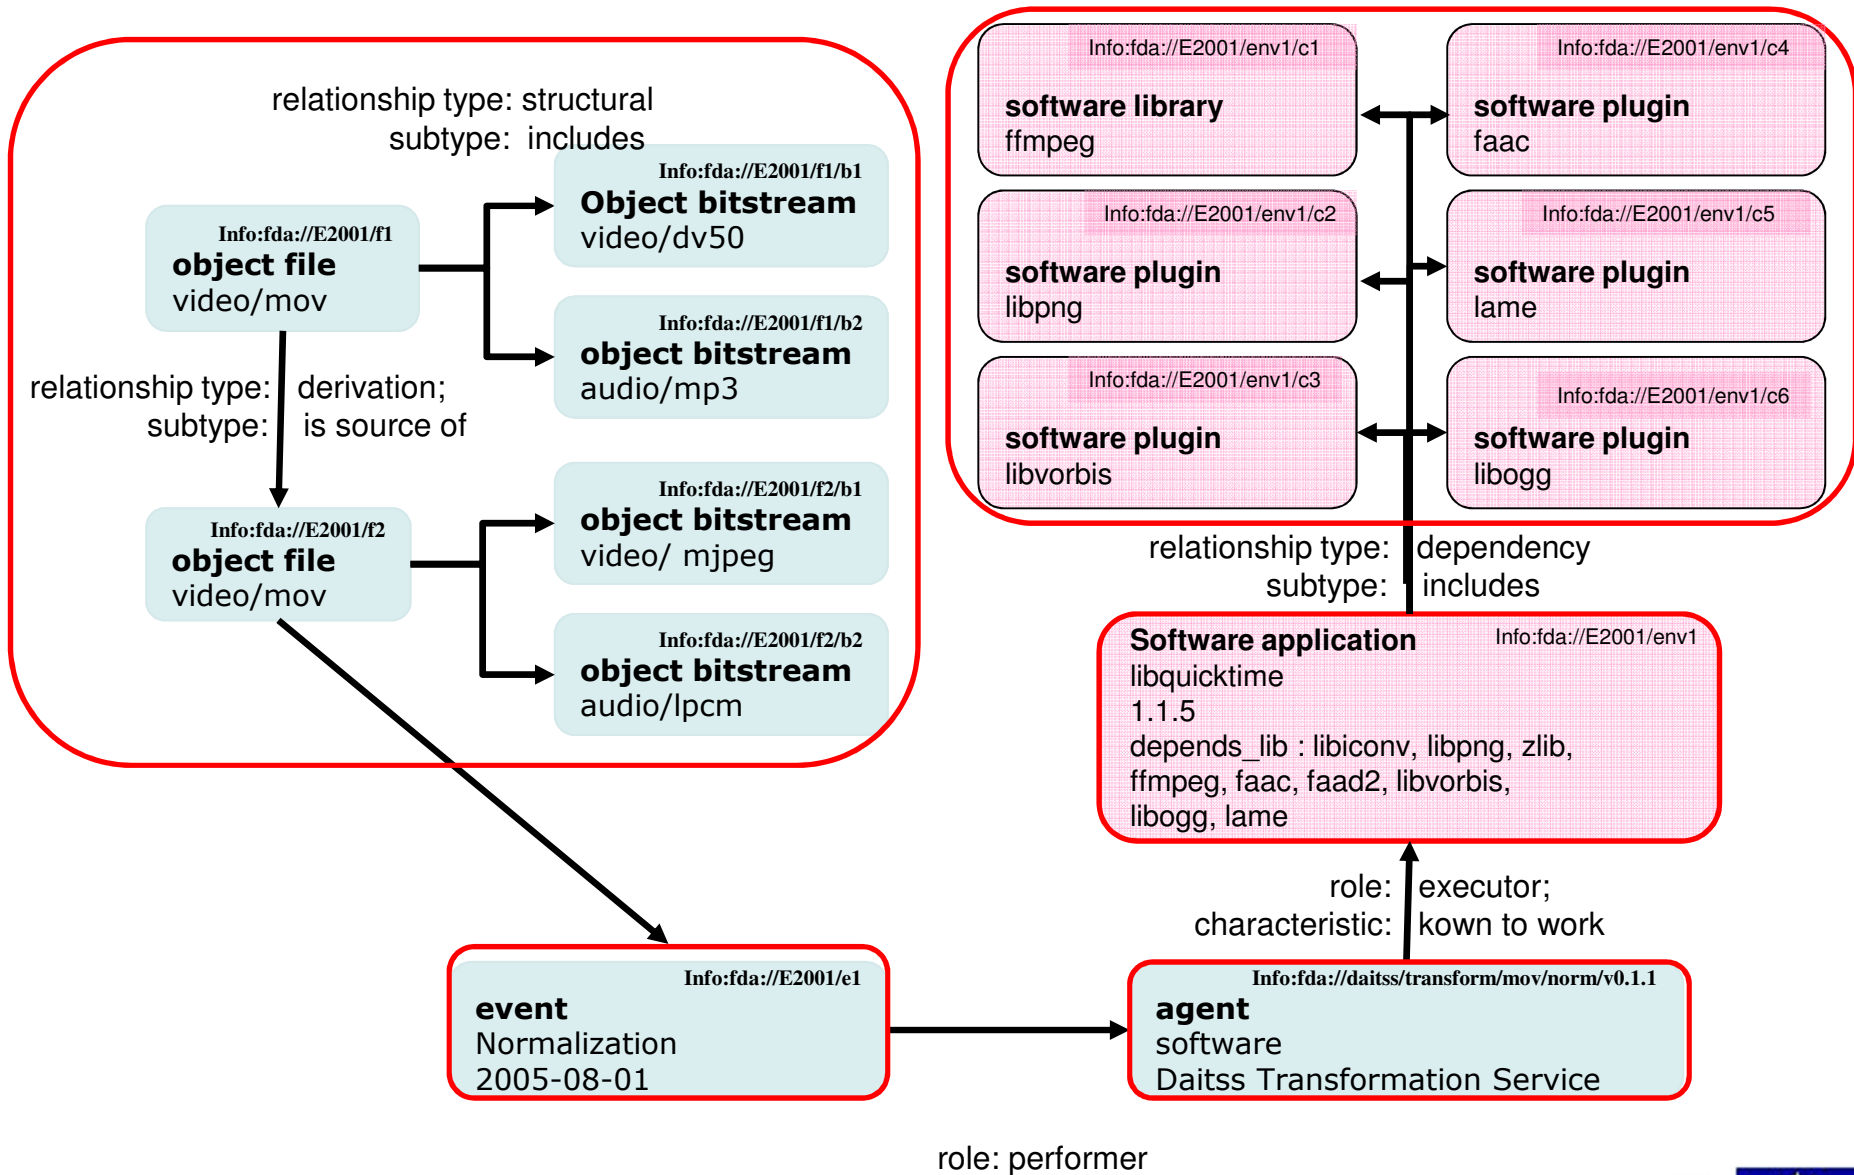 relationship type: structural
subtype: includes
Info:fda://E2001/f1
object file
video/mov
Info:fda://E2001/f1/b1
Object bitstream
video/dv50
Info:fda://E2001/f1/b2
object bitstream
audio/mp3
relationship type: derivation;
subtype: is source of
Info:fda://E2001/f2
object file
video/mov
Info:fda://E2001/f2/b1
object bitstream
video/ mjpeg
Info:fda://E2001/f2/b2
object bitstream
audio/lpcm
Info:fda://E2001/env1/c1
software library
ffmpeg
Info:fda://E2001/env1/c4
software plugin
faac
Info:fda://E2001/env1/c2
software plugin
libpng
Info:fda://E2001/env1/c5
software plugin
lame
Info:fda://E2001/env1/c3
software plugin
libvorbis
Info:fda://E2001/env1/c6
software plugin
libogg
relationship type: dependency
subtype: includes
Software application Info:fda://E2001/env1
libquicktime
1.1.5
depends_lib : libiconv, libpng, zlib,
ffmpeg, faac, faad2, libvorbis,
libogg, lame
role: executor;
characteristic: kown to work
Info:fda://E2001/e1
event
Normalization
2005-08-01
Info:fda://daitss/transform/mov/norm/v0.1.1
agent
software
Daitss Transformation Service
role: performer